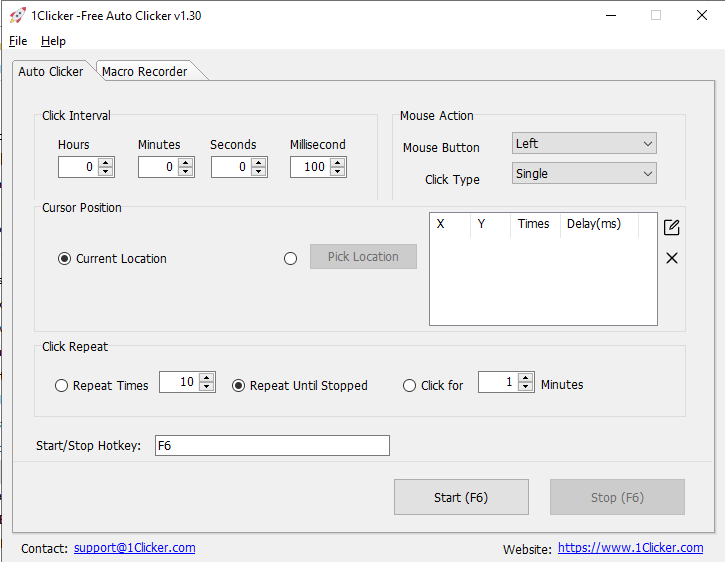 1Clicker -Free Auto Clicker v1.30
File Help
Auto Clicker Macro Recorder
Click Interval
Hours Minutes Seconds Millisecond
0 0 0 100
Mouse Action
Mouse Button Left
Click Type Single
Cursor Position
Current Location Pick Location
X Y Times Delay(ms)
Click Repeat
Repeat Times 10 Repeat Until Stopped Click for 1 Minutes
Start/Stop Hotkey: F6
Start (F6) Stop (F6)
Contact: support@1Clicker.com Website: https://www.1Clicker.com